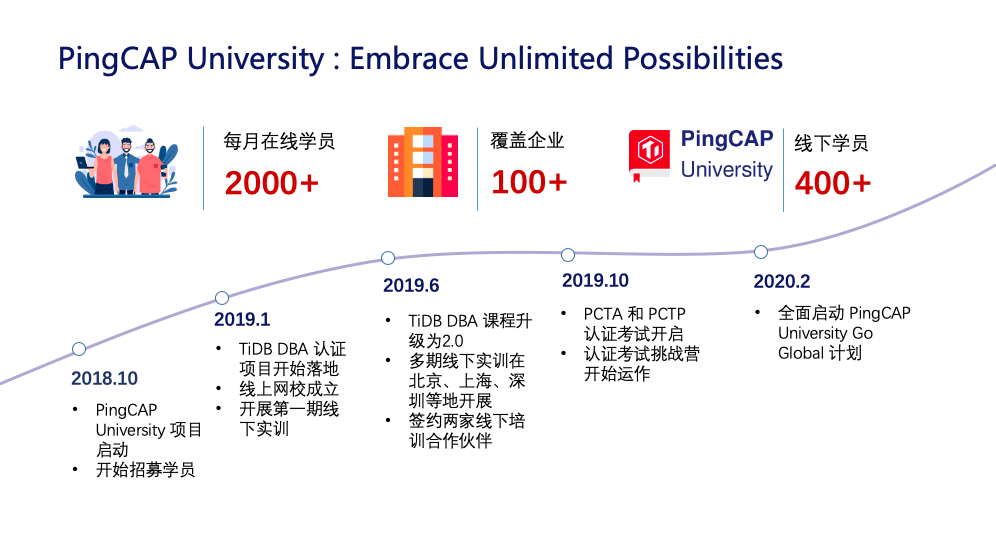 PingCAP University : Embrace Unlimited Possibilities
每月在线学员
2000+
覆盖企业
100+
PingCAP
University
线下学员
400+
2018.10
• PingCAP
University 项目
启动
• 开始招募学员
2019.1
• TiDB DBA 认证
项目开始落地
• 线上网校成立
• 开展第一期线
下实训
2019.6
• TiDB DBA 课程升
级为2.0
• 多期线下实训在
北京、上海、深
圳等地开展
• 签约两家线下培
训合作伙伴
2019.10
• PCTA 和 PCTP
认证考试开启
• 认证考试挑战营
开始运作
2020.2
• 全面启动 PingCAP
University Go
Global 计划